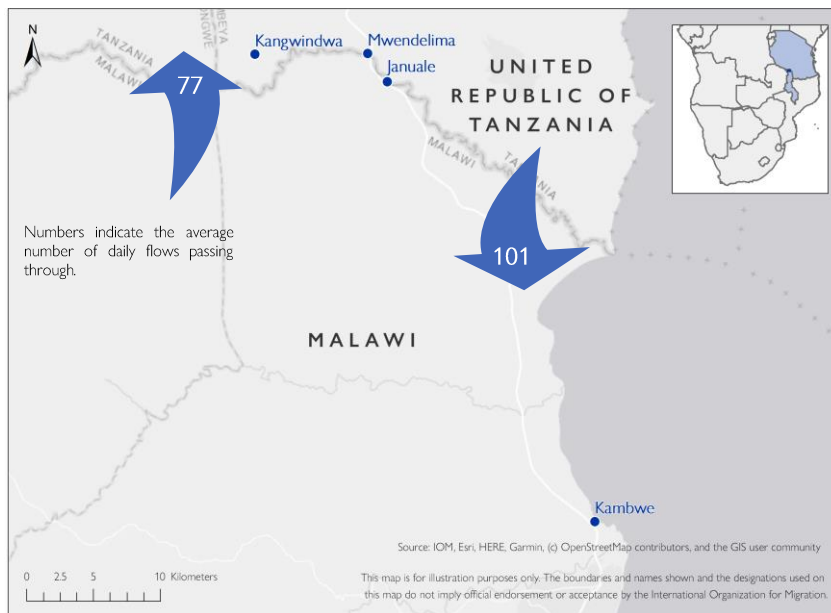 N
TANZANIA
MALAWI
MBEYA
SONGWE
77
Kangwindwa
Mwendelima
Januale
UNITED
REPUBLIC OF
TANZANIA
MALAWI
TANZANIA
Numbers indicate the average
number of daily flows passing
through.
101
MALAWI
Kambwe
Source: IOM, Esri, HERE, Garmin, (c) OpenStreetMap contributors, and the GIS user community
0 2.5 5 10 Kilometers
This map is for illustration purposes only. The boundaries and names shown and the designations used on
this map do not imply official endorsement or acceptance by the International Organization for Migration.